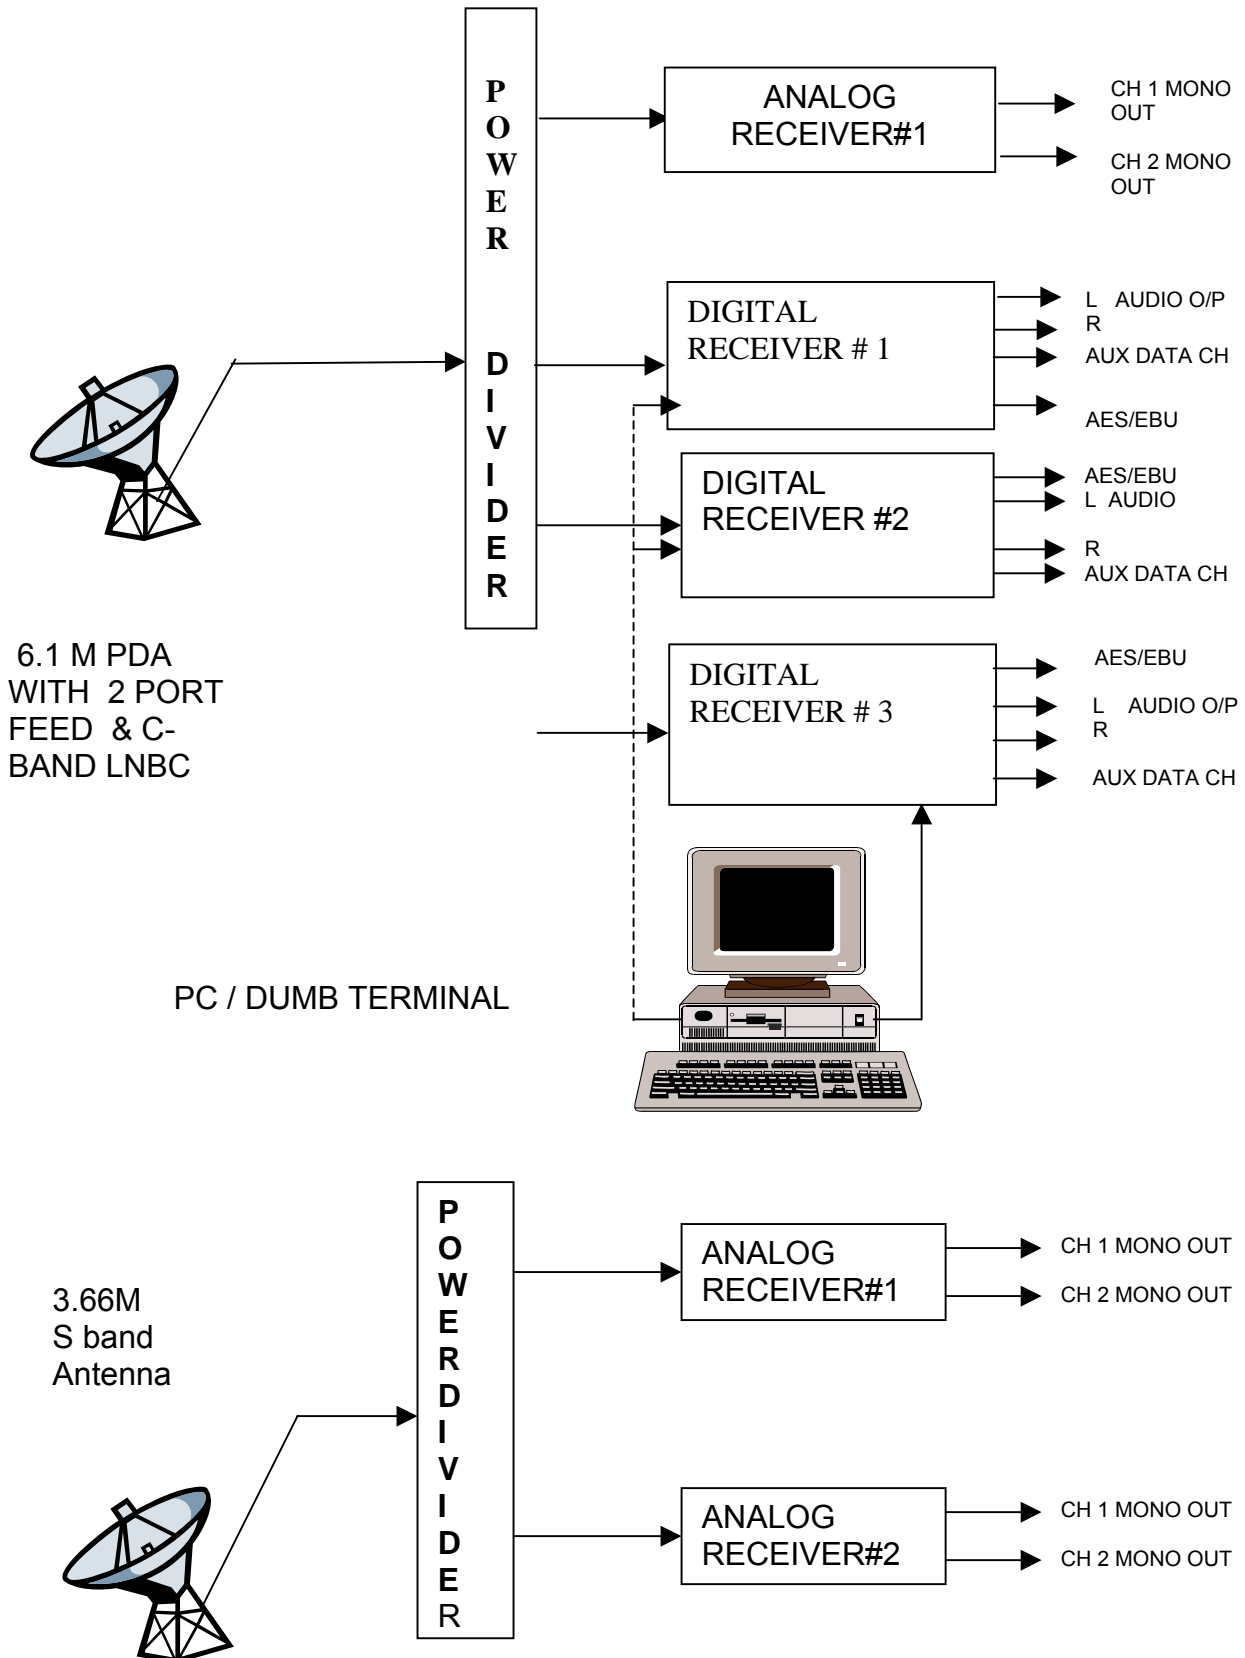 P
O
W
E
R
D
I
V
I
D
E
R
ANALOG
RECEIVER#1
CH 1 MONO
OUT
CH 2 MONO
OUT
DIGITAL
RECEIVER # 1
L AUDIO O/P
R
AUX DATA CH
AES/EBU
DIGITAL
RECEIVER #2
AES/EBU
L AUDIO
R
AUX DATA CH
6.1 M PDA
WITH 2 PORT
FEED & C-
BAND LNBC
DIGITAL
RECEIVER # 3
AES/EBU
L AUDIO O/P
R
AUX DATA CH
PC / DUMB TERMINAL
3.66M
S band
Antenna
P
O
W
E
R
D
I
V
I
D
E
R
ANALOG
RECEIVER#1
CH 1 MONO OUT
CH 2 MONO OUT
ANALOG
RECEIVER#2
CH 1 MONO OUT
CH 2 MONO OUT